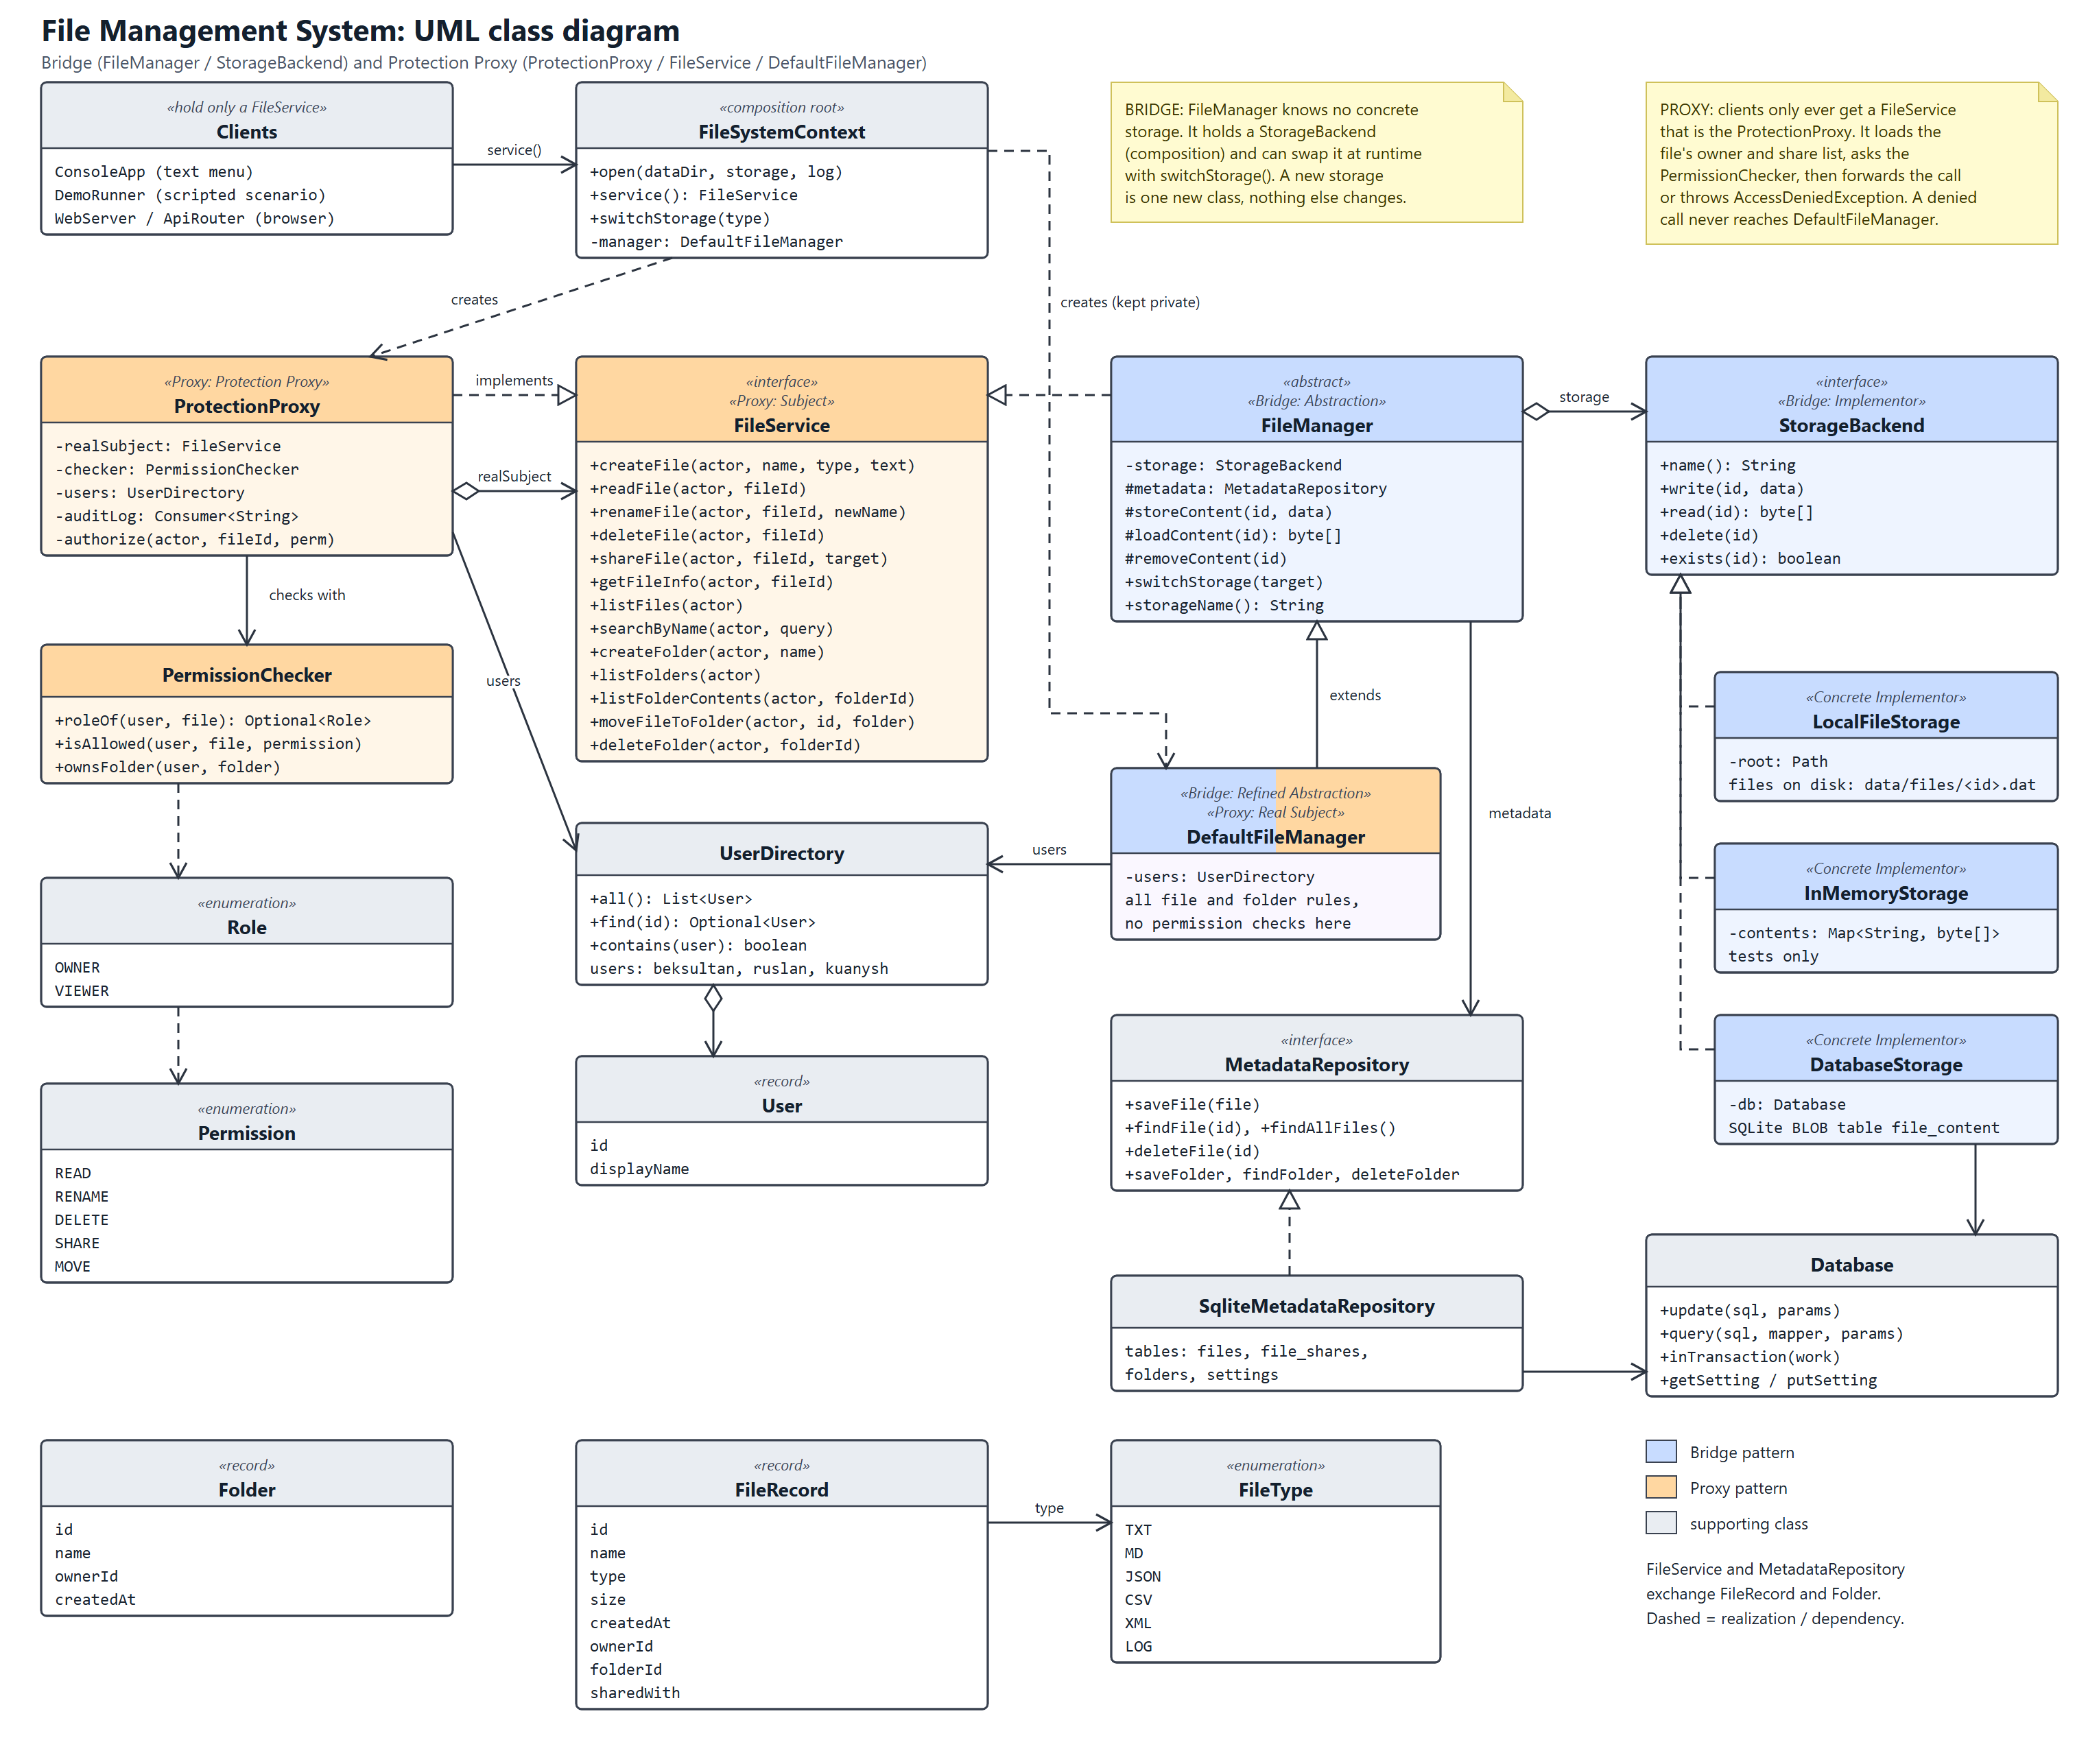 File Management System: UML class diagram
Bridge (FileManager / StorageBackend) and Protection Proxy (ProtectionProxy / FileService / DefaultFileManager)
«hold only a FileService»
Clients
ConsoleApp (text menu)
DemoRunner (scripted scenario)
WebServer / ApiRouter (browser)
service()
«composition root»
FileSystemContext
+open(dataDir, storage, log)
+service(): FileService
+switchStorage(type)
-manager: DefaultFileManager
BRIDGE: FileManager knows no concrete
storage. It holds a StorageBackend
(composition) and can swap it at runtime
with switchStorage(). A new storage
is one new class, nothing else changes.
PROXY: clients only ever get a FileService
that is the ProtectionProxy. It loads the
file's owner and share list, asks the
PermissionChecker, then forwards the call
or throws AccessDeniedException. A denied
call never reaches DefaultFileManager.
creates
creates (kept private)
«Proxy: Protection Proxy»
ProtectionProxy
-realSubject: FileService
-checker: PermissionChecker
-users: UserDirectory
-auditLog: Consumer<String>
-authorize(actor, fileId, perm)
implements
realSubject
«interface»
«Proxy: Subject»
FileService
+createFile(actor, name, type, text)
+readFile(actor, fileId)
+renameFile(actor, fileId, newName)
+deleteFile(actor, fileId)
+shareFile(actor, fileId, target)
+getFileInfo(actor, fileId)
+listFiles(actor)
+searchByName(actor, query)
+createFolder(actor, name)
+listFolders(actor)
+listFolderContents(actor, folderId)
+moveFileToFolder(actor, id, folder)
+deleteFolder(actor, folderId)
«abstract»
«Bridge: Abstraction»
FileManager
-storage: StorageBackend
#metadata: MetadataRepository
#storeContent(id, data)
#loadContent(id): byte[]
#removeContent(id)
+switchStorage(target)
+storageName(): String
storage
«interface»
«Bridge: Implementor»
StorageBackend
+name(): String
+write(id, data)
+read(id): byte[]
+delete(id)
+exists(id): boolean
checks with
users
extends
metadata
PermissionChecker
+roleOf(user, file): Optional<Role>
+isAllowed(user, file, permission)
+ownsFolder(user, folder)
«Concrete Implementor»
LocalFileStorage
-root: Path
files on disk: data/files/<id>.dat
«Bridge: Refined Abstraction»
«Proxy: Real Subject»
DefaultFileManager
-users: UserDirectory
all file and folder rules,
no permission checks here
users
UserDirectory
+all(): List<User>
+find(id): Optional<User>
+contains(user): boolean
users: beksultan, ruslan, kuanysh
«Concrete Implementor»
InMemoryStorage
-contents: Map<String, byte[]>
tests only
«enumeration»
Role
OWNER
VIEWER
«record»
User
id
displayName
«interface»
MetadataRepository
+saveFile(file)
+findFile(id), +findAllFiles()
+deleteFile(id)
+saveFolder, findFolder, deleteFolder
«Concrete Implementor»
DatabaseStorage
-db: Database
SQLite BLOB table file_content
«enumeration»
Permission
READ
RENAME
DELETE
SHARE
MOVE
SqliteMetadataRepository
tables: files, file_shares,
folders, settings
Database
+update(sql, params)
+query(sql, mapper, params)
+inTransaction(work)
+getSetting / putSetting
«record»
Folder
id
name
ownerId
createdAt
«record»
FileRecord
id
name
type
size
createdAt
ownerId
folderId
sharedWith
type
«enumeration»
FileType
TXT
MD
JSON
CSV
XML
LOG
Bridge pattern
Proxy pattern
supporting class
FileService and MetadataRepository
exchange FileRecord and Folder.
Dashed = realization / dependency.